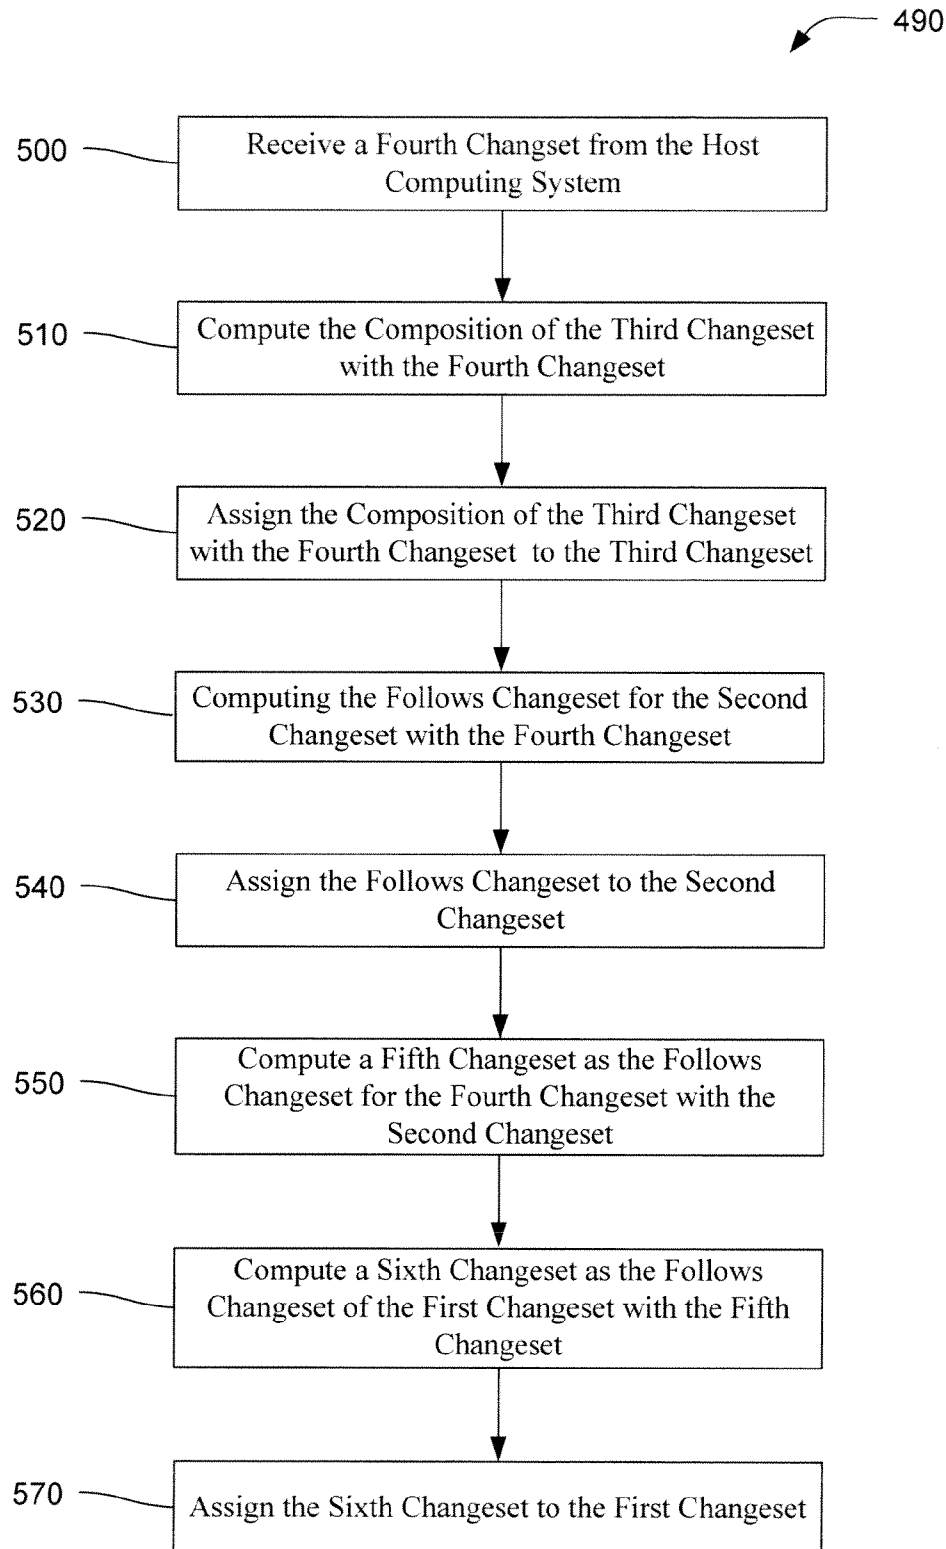 490
500
Receive a Fourth Changset from the Host
Computing System
510
Compute the Composition of the Third Changeset
with the Fourth Changeset
520
Assign the Composition of the Third Changeset
with the Fourth Changeset to the Third Changeset
530
Computing the Follows Changeset for the Second
Changeset with the Fourth Changeset
540
Assign the Follows Changeset to the Second
Changeset
550
Compute a Fifth Changeset as the Follows
Changeset for the Fourth Changeset with the
Second Changeset
560
Compute a Sixth Changeset as the Follows
Changeset of the First Changeset with the Fifth
Changeset
570
Assign the Sixth Changeset to the First Changeset